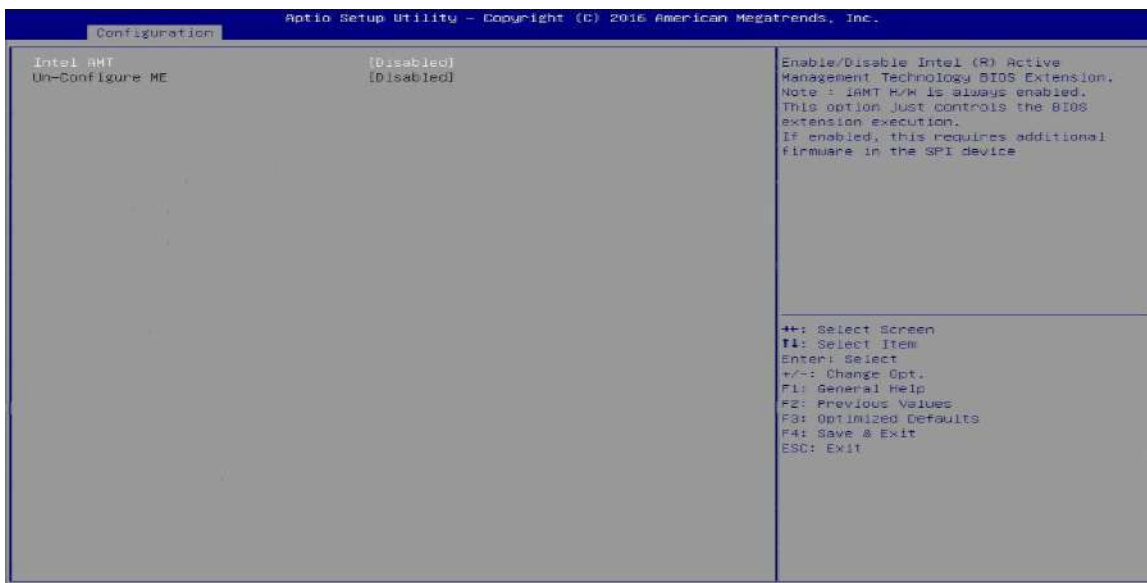 Aptio Setup Utility – Copyright (C) 2016 American Megatrends, Inc.
Configuration
Intel AMT [Disabled]
Un-Configure ME [Disabled]
Enable/Disable Intel (R) Active
Management Technology BIOS Extension.
Note : iAMT H/W is always enabled.
This option just controls the BIOS
extension execution.
If enabled, this requires additional
firmware in the SPI device
→←: Select Screen
↑↓: Select Item
Enter: Select
+/-: Change Opt.
F1: General Help
F2: Previous Values
F3: Optimized Defaults
F4: Save & Exit
ESC: Exit